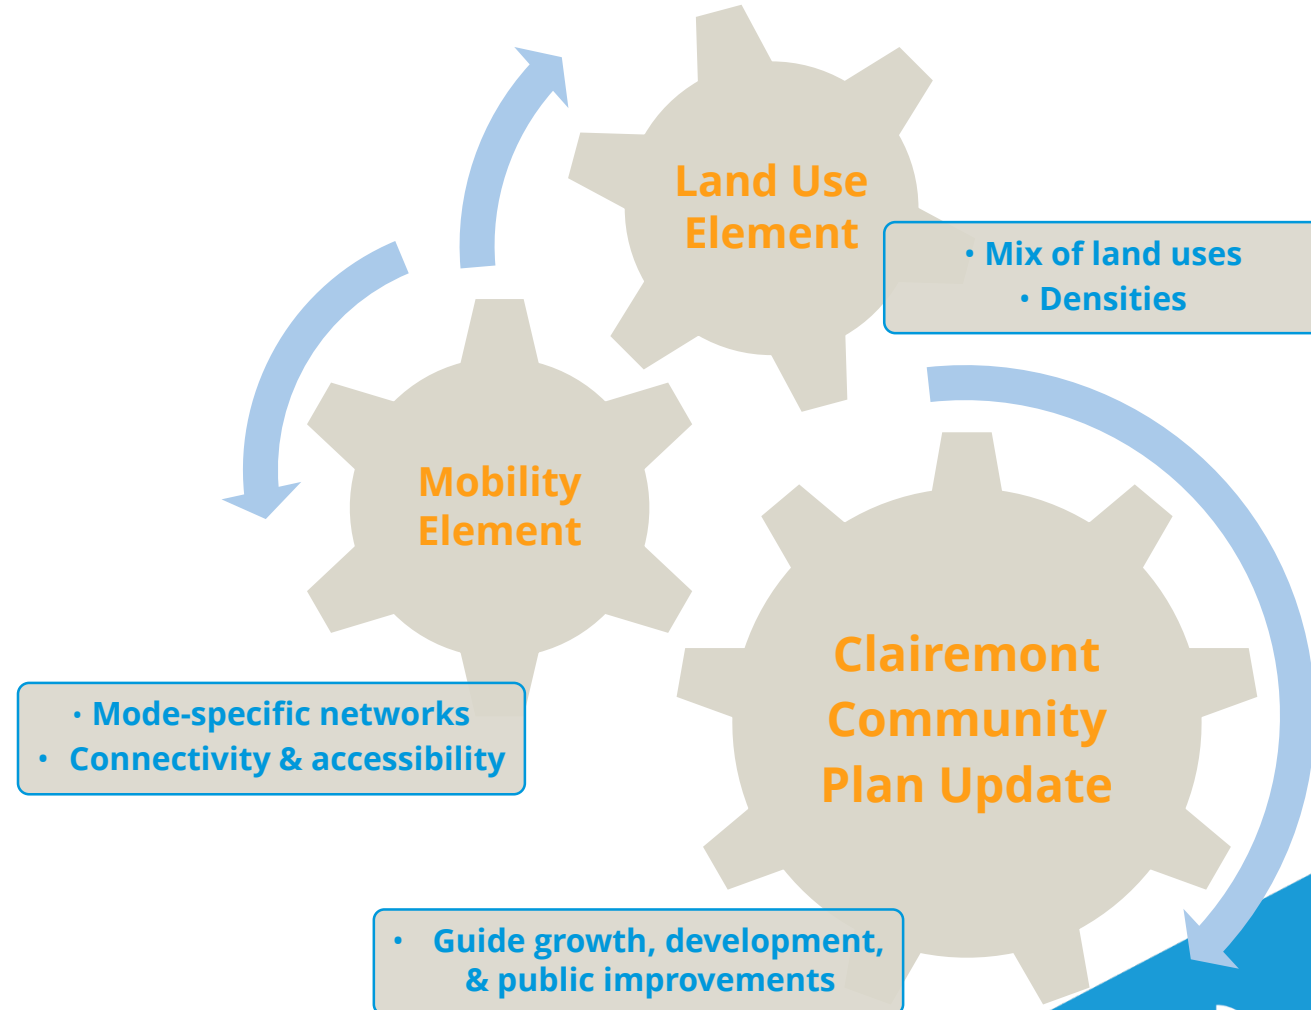 Land Use
Element
• Mix of land uses
• Densities
Mobility
Element
• Mode-specific networks
• Connectivity & accessibility
Clairemont
Community
Plan Update
• Guide growth, development,
& public improvements